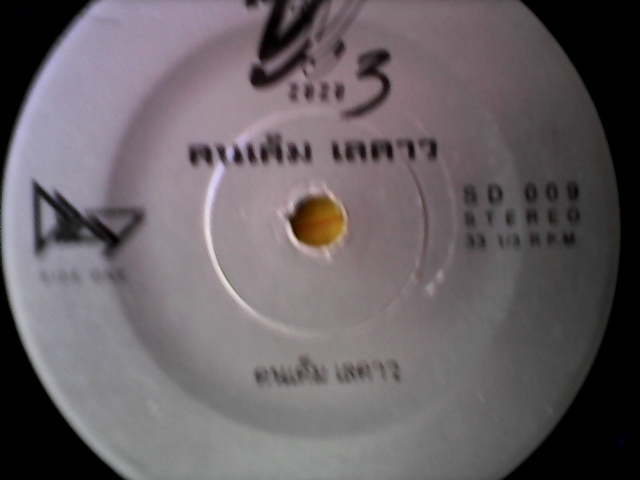 2020 3
คนเค็ม เลคาว
SD 009
STEREO
33 1/3 R.P.M.
SIDE ONE
คนเค็ม เลคาว